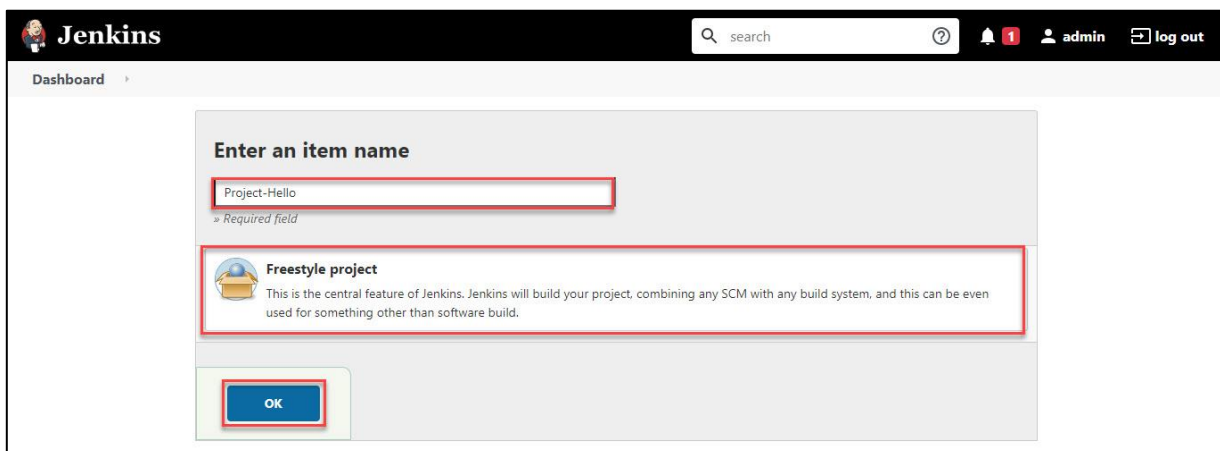 Jenkins
search
1
admin
log out
Dashboard
Enter an item name
Project-Hello
» Required field
Freestyle project
This is the central feature of Jenkins. Jenkins will build your project, combining any SCM with any build system, and this can be even
used for something other than software build.
OK